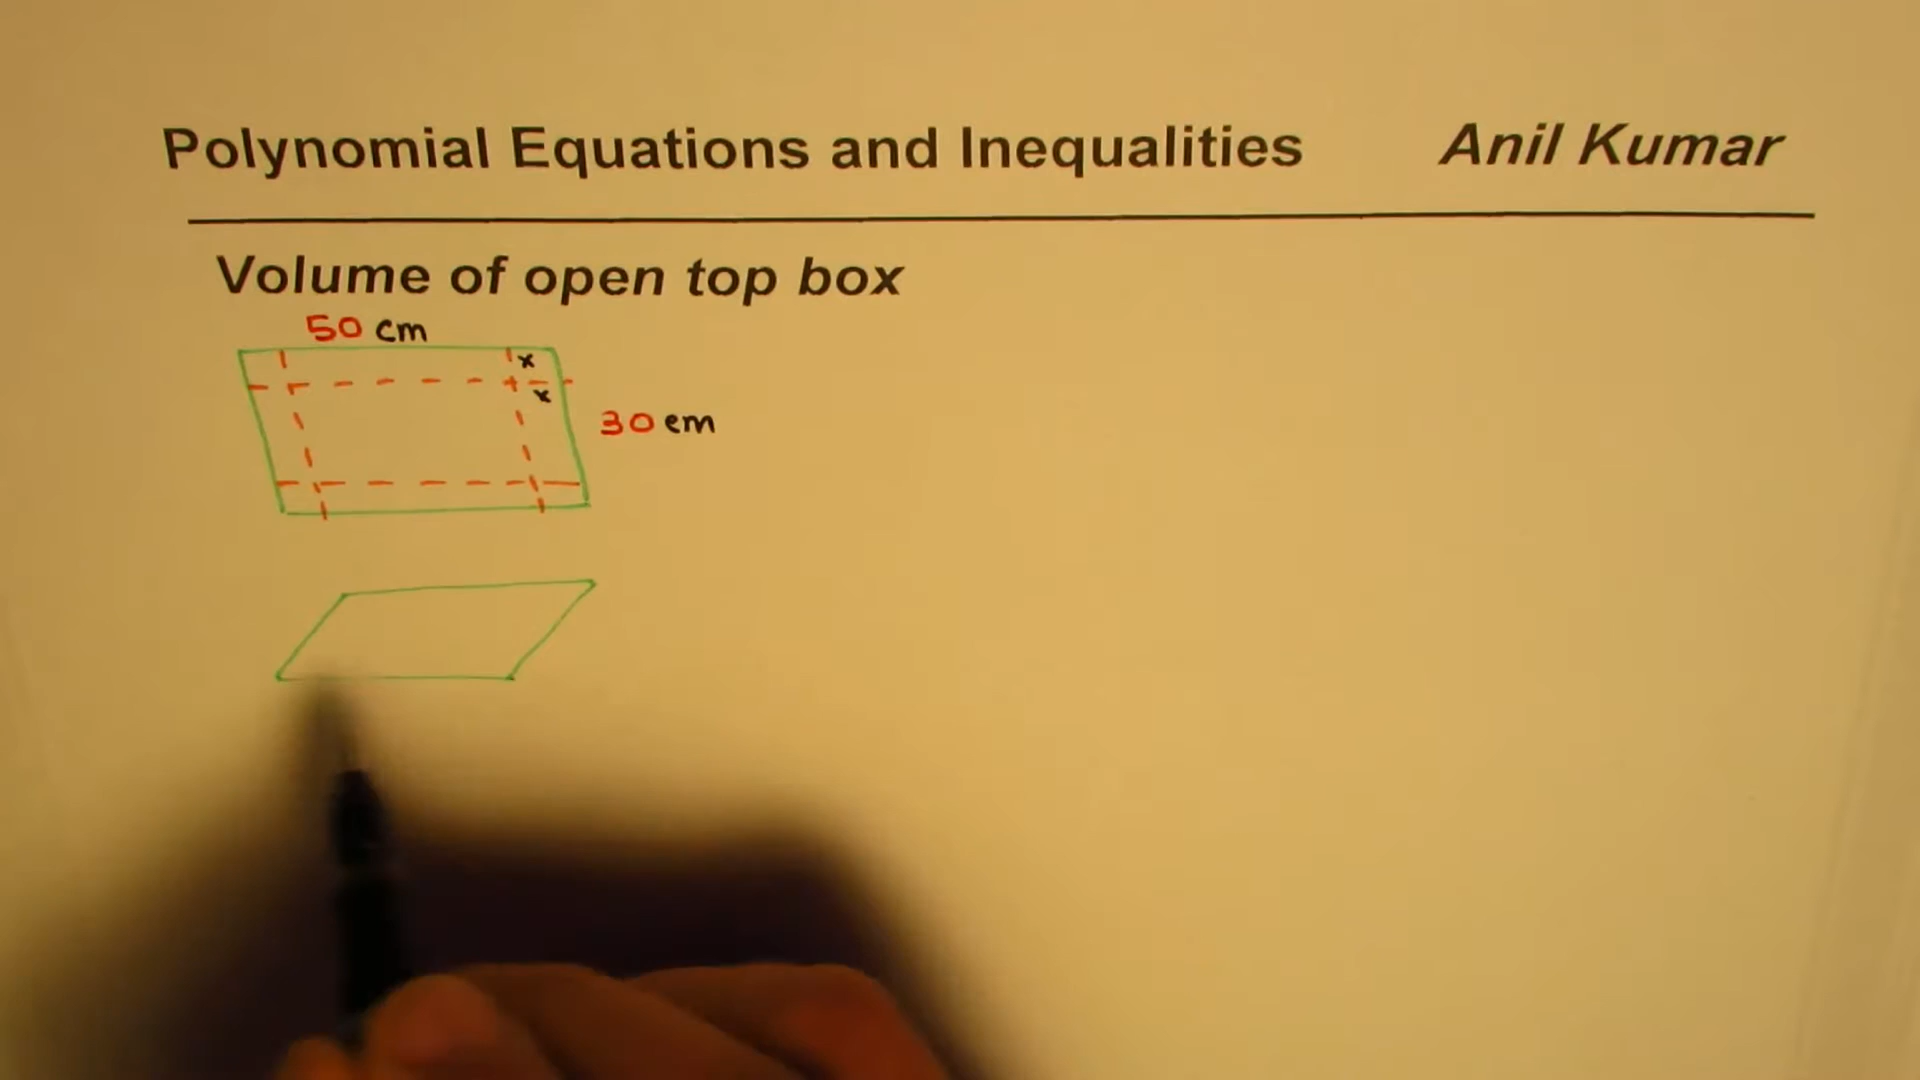 Polynomial Equations and Inequalities Anil Kumar
Volume of open top box
50 cm
x
x
30 cm